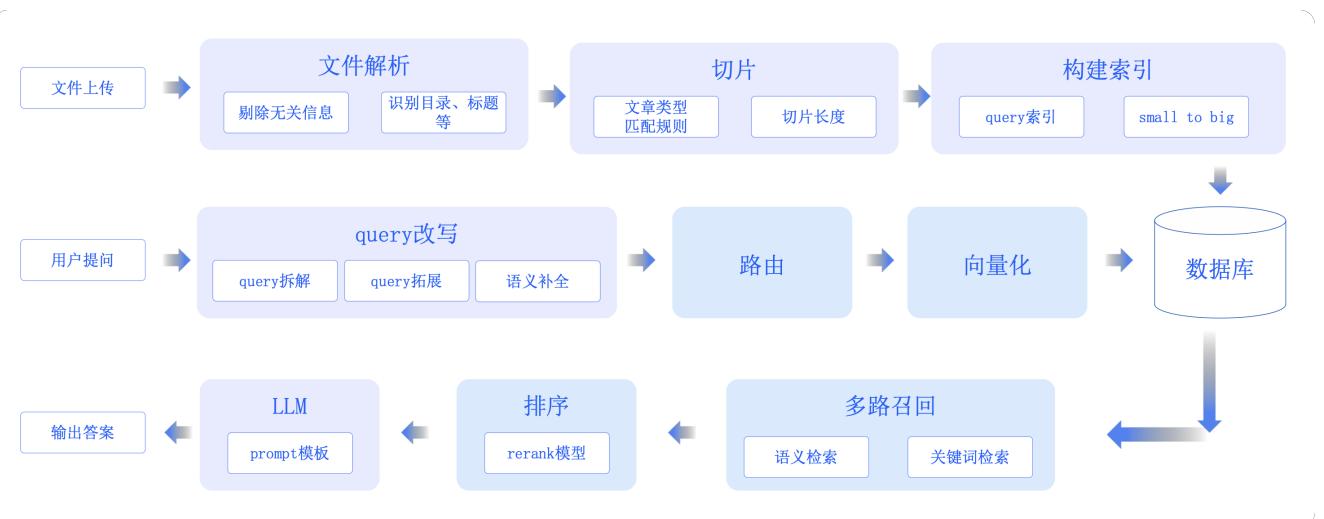 文件上传
文件解析
剔除无关信息
识别目录、标题
等
切片
文章类型
匹配规则
切片长度
构建索引
query索引
small to big
用户提问
query改写
query拆解
query拓展
语义补全
路由
向量化
数据库
输出答案
LLM
prompt模板
排序
rerank模型
多路召回
语义检索
关键词检索